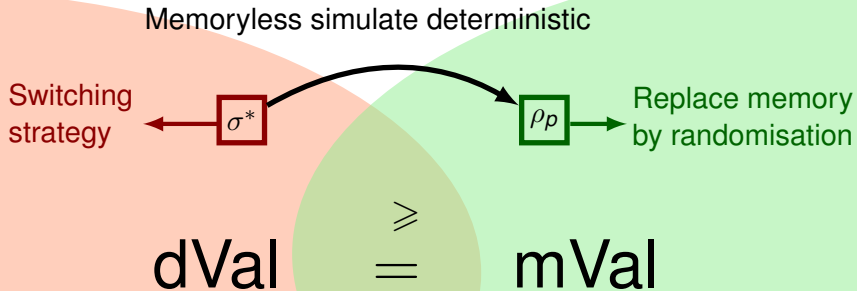 Memoryless simulate deterministic
Switching
strategy
σ*
ρp
Replace memory
by randomisation
⩾
dVal = mVal